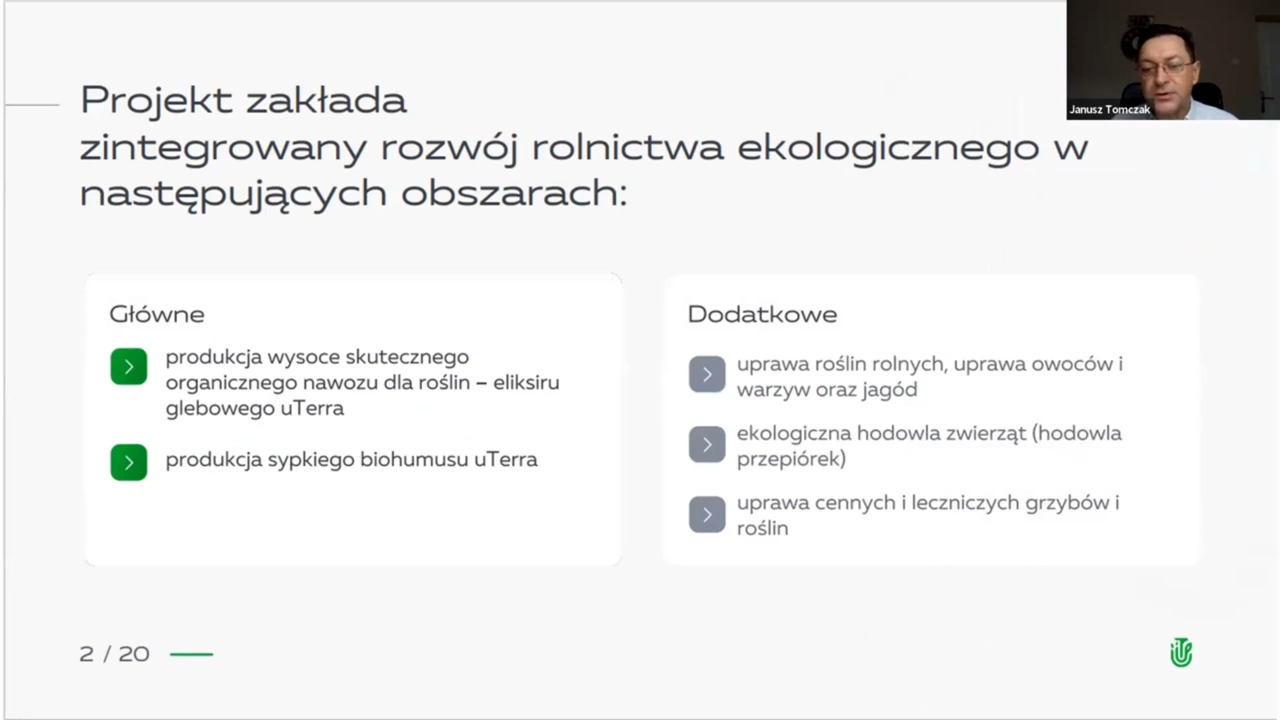 Janusz Tomczak
Projekt zakłada
zintegrowany rozwój rolnictwa ekologicznego w
następujących obszarach:
Główne
produkcja wysoce skutecznego
organicznego nawozu dla roślin – eliksiru
glebowego uTerra
produkcja sypkiego biohumusu uTerra
Dodatkowe
uprawa roślin rolnych, uprawa owoców i
warzyw oraz jagód
ekologiczna hodowla zwierząt (hodowla
przepiórek)
uprawa cennych i leczniczych grzybów i
roślin
2 / 20